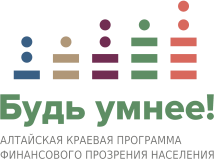 Будь умнее!
АЛТАЙСКАЯ КРАЕВАЯ ПРОГРАММА
ФИНАНСОВОГО ПРОЗРЕНИЯ НАСЕЛЕНИЯ